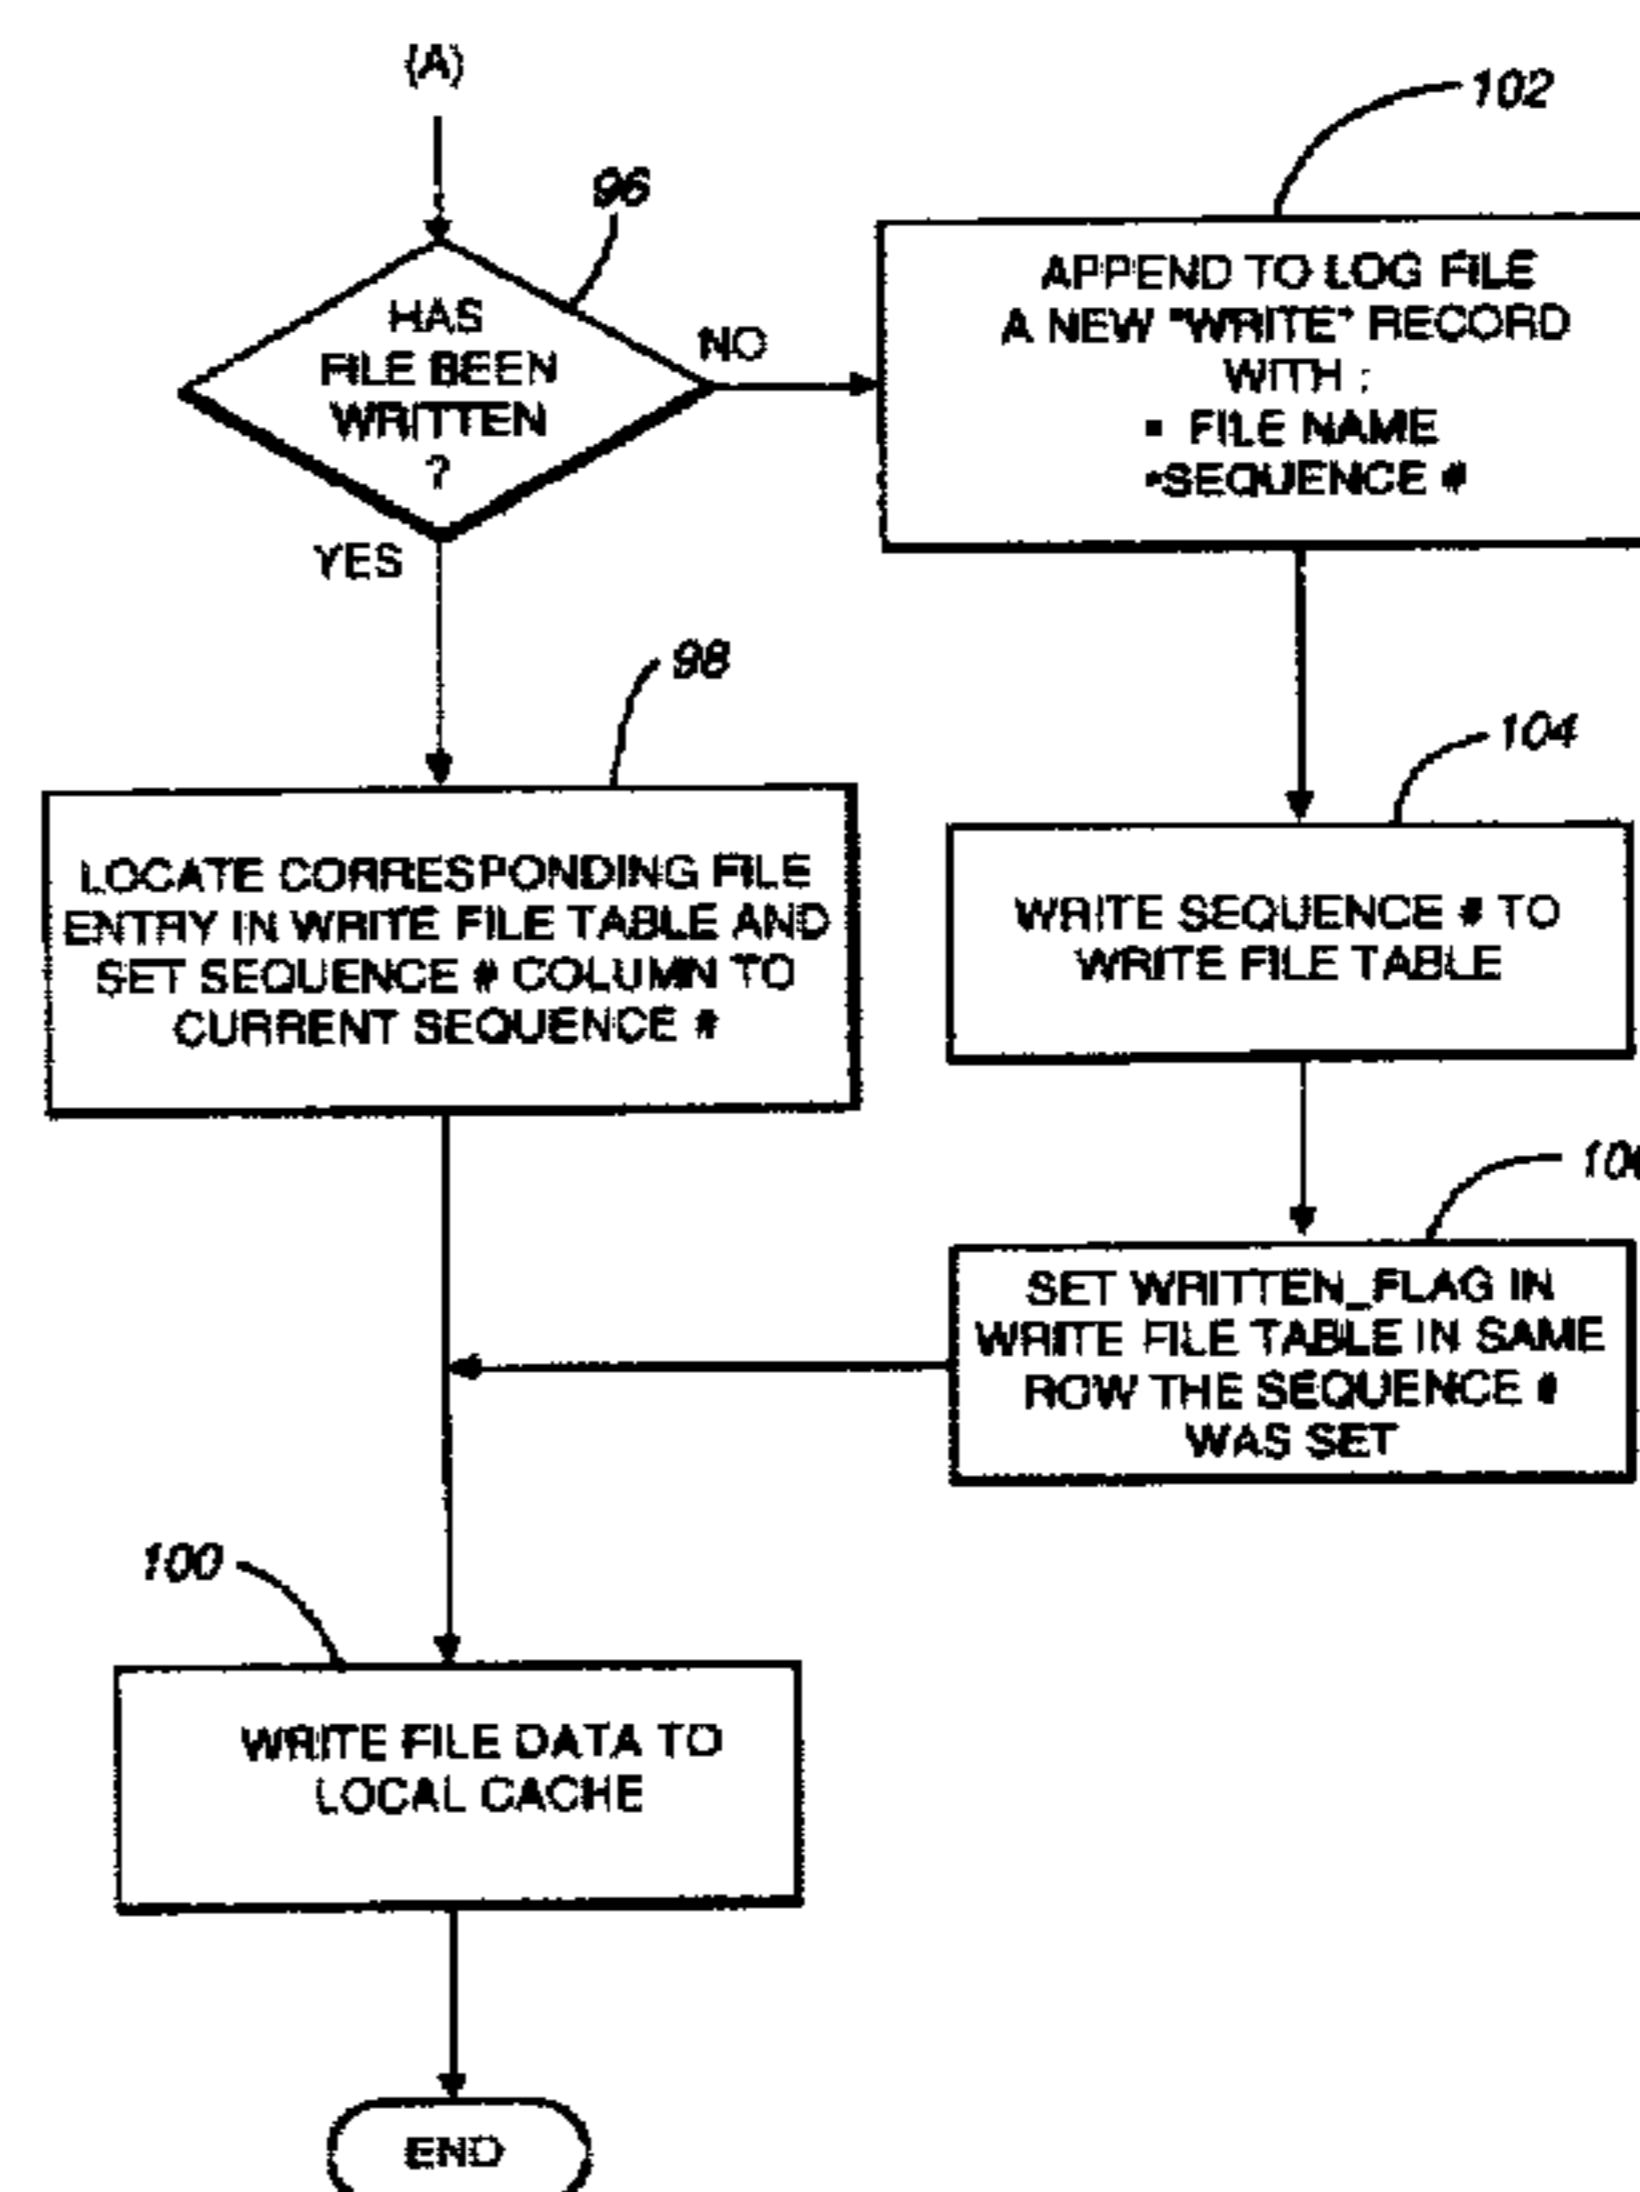 (A)
96
HAS
FILE BEEN
WRITTEN
?
NO
YES
102
APPEND TO LOG FILE
A NEW "WRITE" RECORD
WITH :
▪ FILE NAME
▪SEQUENCE #
98
LOCATE CORRESPONDING FILE
ENTRY IN WRITE FILE TABLE AND
SET SEQUENCE # COLUMN TO
CURRENT SEQUENCE #
104
WRITE SEQUENCE # TO
WRITE FILE TABLE
SET WRITTEN_FLAG IN
WRITE FILE TABLE IN SAME
ROW THE SEQUENCE #
WAS SET
100
WRITE FILE DATA TO
LOCAL CACHE
END